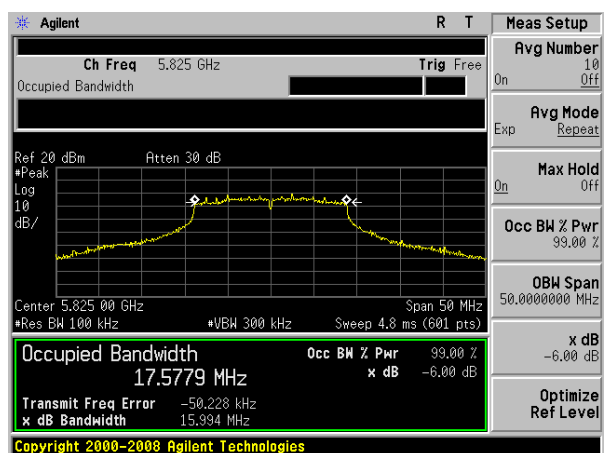 Agilent R T Meas Setup
Ch Freq 5.825 GHz Trig Free
Occupied Bandwidth
Ref 20 dBm Atten 30 dB
#Peak
Log
10
dB/
Center 5.825 00 GHz Span 50 MHz
#Res BW 100 kHz #VBW 300 kHz Sweep 4.8 ms (601 pts)
Occupied Bandwidth Occ BW % Pwr 99.00 %
17.5779 MHz x dB -6.00 dB
Transmit Freq Error -50.228 kHz
x dB Bandwidth 15.994 MHz
Copyright 2000-2008 Agilent Technologies
Avg Number
10
On Off
Avg Mode
Exp Repeat
Max Hold
On Off
Occ BW % Pwr
99.00 %
OBW Span
50.0000000 MHz
x dB
-6.00 dB
Optimize
Ref Level